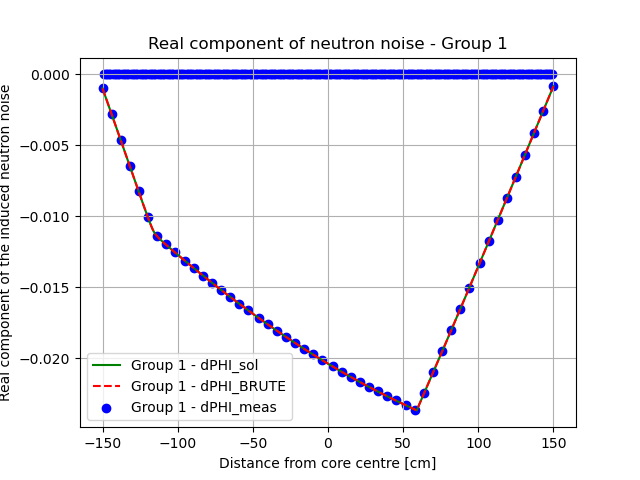 Real component of neutron noise - Group 1
Real component of the induced neutron noise
0.000
−0.005
−0.010
−0.015
−0.020
Group 1 - dPHI_sol
Group 1 - dPHI_BRUTE
Group 1 - dPHI_meas
−150
−100
−50
0
50
100
150
Distance from core centre [cm]